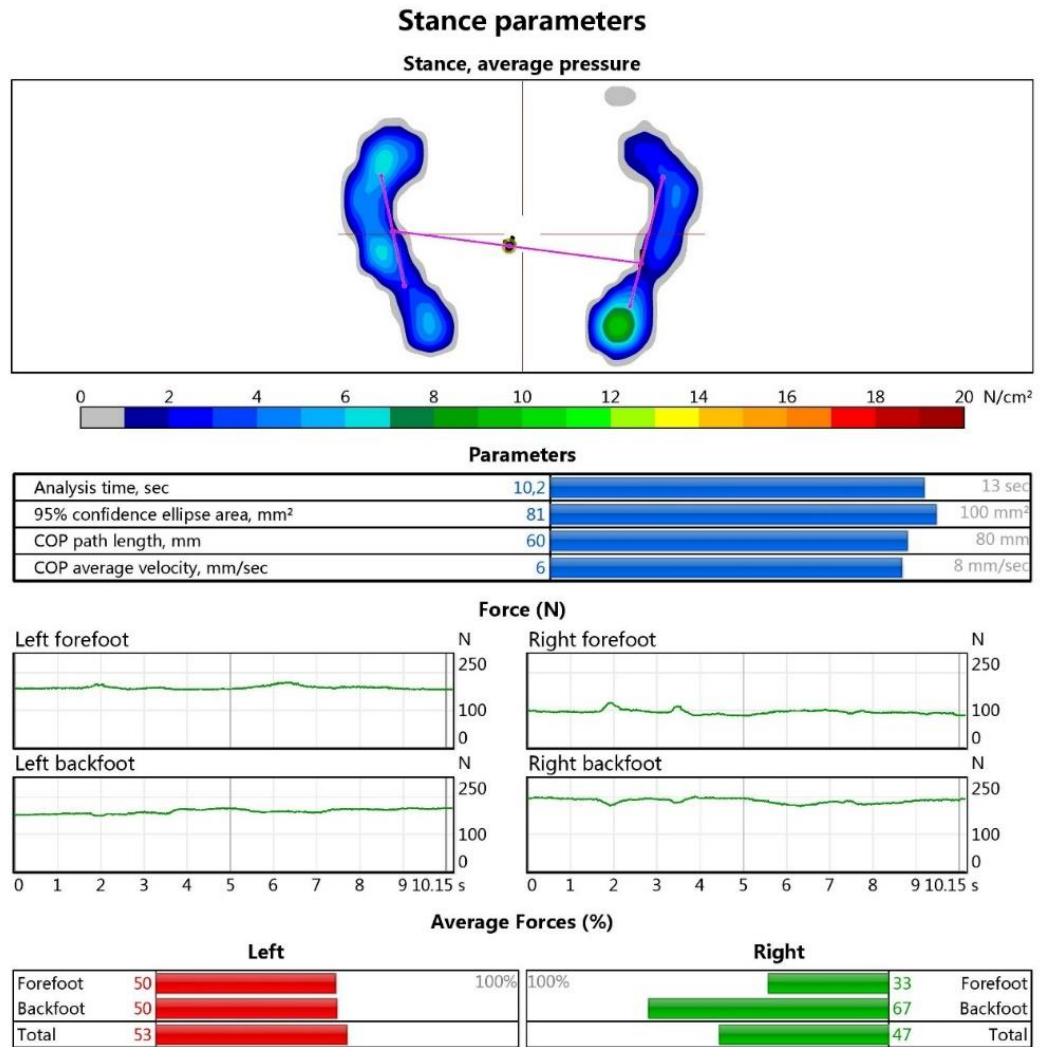 Stance parameters
Stance, average pressure
0 2 4 6 8 10 12 14 16 18 20 N/cm²
Parameters
Analysis time, sec 10,2 13 sec
95% confidence ellipse area, mm² 81 100 mm²
COP path length, mm 60 80 mm
COP average velocity, mm/sec 6 8 mm/sec
Force (N)
Left forefoot N Right forefoot N
250 250
100 100
0 0
Left backfoot N Right backfoot N
250 250
100 100
0 0
0 1 2 3 4 5 6 7 8 9 10.15 s 0 1 2 3 4 5 6 7 8 9 10.15 s
Average Forces (%)
Left Right
Forefoot 50 100% 100% 33 Forefoot
Backfoot 50 67 Backfoot
Total 53 47 Total